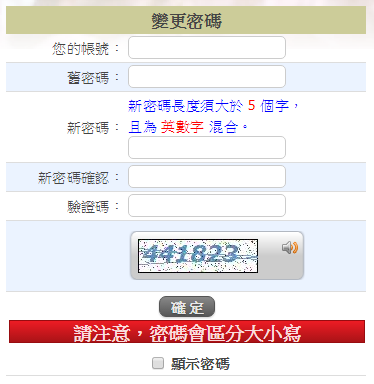 變更密碼
您的帳號：
舊密碼：
新密碼長度須大於 5 個字，
新密碼：
且為 英數字 混合。
新密碼確認：
驗證碼：
441823
確定
請注意，密碼會區分大小寫
顯示密碼